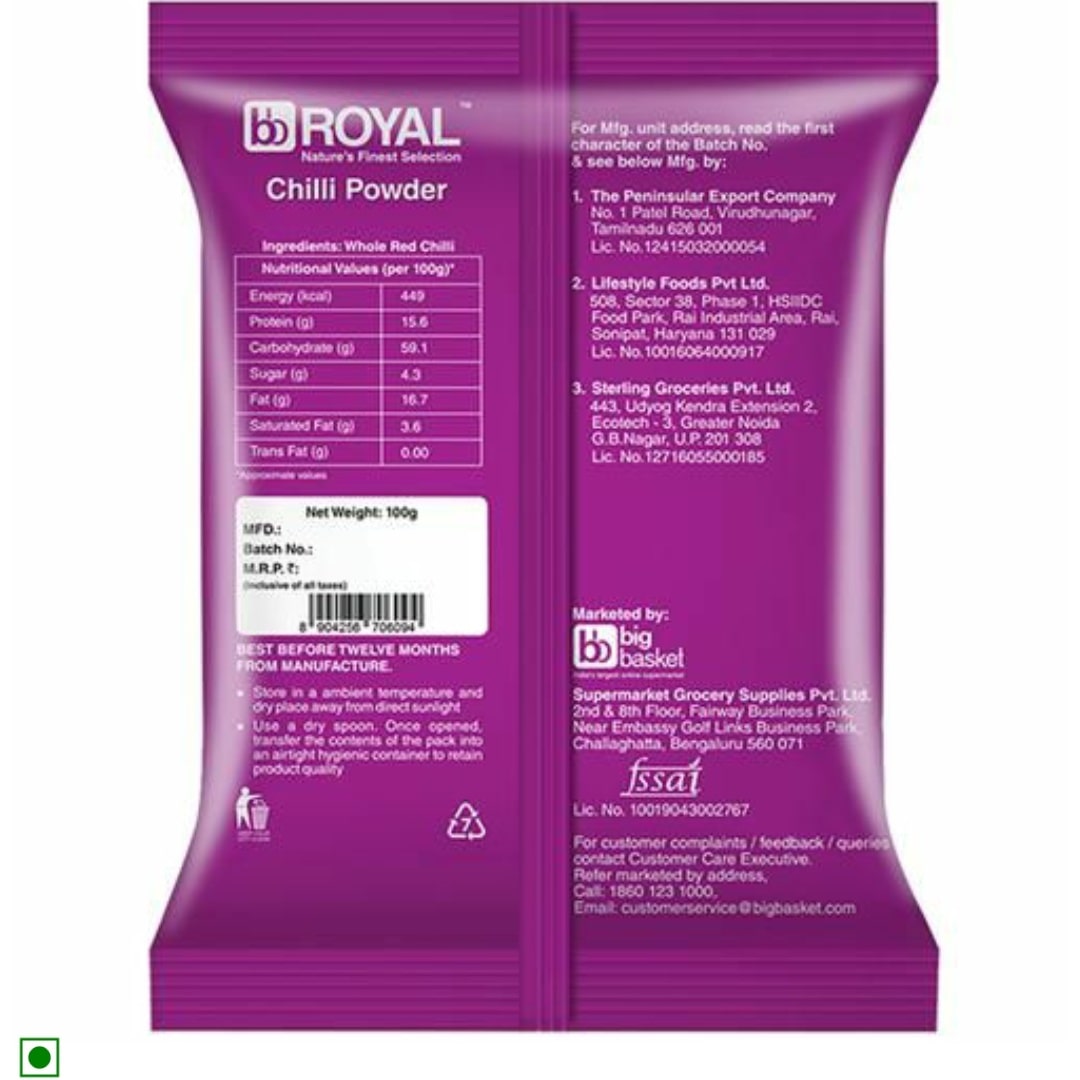 bb ROYAL ™
Nature's Finest Selection
Chilli Powder
Ingredients: Whole Red Chilli
Nutritional Values (per 100g)*
Energy (kcal) 449
Protein (g) 15.6
Carbohydrate (g) 59.1
Sugar (g) 4.3
Fat (g) 16.7
Saturated Fat (g) 3.6
Trans Fat (g) 0.00
*Approximate values
Net Weight: 100g
MFD.:
Batch No.:
M.R.P. ₹:
(Inclusive of all taxes)
8 904256 706094
BEST BEFORE TWELVE MONTHS
FROM MANUFACTURE.
• Store in a ambient temperature and
dry place away from direct sunlight
• Use a dry spoon. Once opened,
transfer the contents of the pack into
an airtight hygienic container to retain
product quality
7
For Mfg. unit address, read the first
character of the Batch No.
& see below Mfg. by:
1. The Peninsular Export Company
No. 1 Patel Road, Virudhunagar,
Tamilnadu 626 001
Lic. No.12415032000054
2. Lifestyle Foods Pvt Ltd.
508, Sector 38, Phase 1, HSIIDC
Food Park, Rai Industrial Area, Rai,
Sonipat, Haryana 131 029
Lic. No.10016064000917
3. Sterling Groceries Pvt. Ltd.
443, Udyog Kendra Extension 2,
Ecotech - 3, Greater Noida
G.B.Nagar, U.P. 201 308
Lic. No.12716055000185
Marketed by:
bb big
basket
India's largest online supermarket
Supermarket Grocery Supplies Pvt. Ltd.
2nd & 8th Floor, Fairway Business Park,
Near Embassy Golf Links Business Park,
Challaghatta, Bengaluru 560 071
fssai
Lic. No. 10019043002767
For customer complaints / feedback / queries
contact Customer Care Executive.
Refer marketed by address,
Call: 1860 123 1000,
Email: customerservice@bigbasket.com